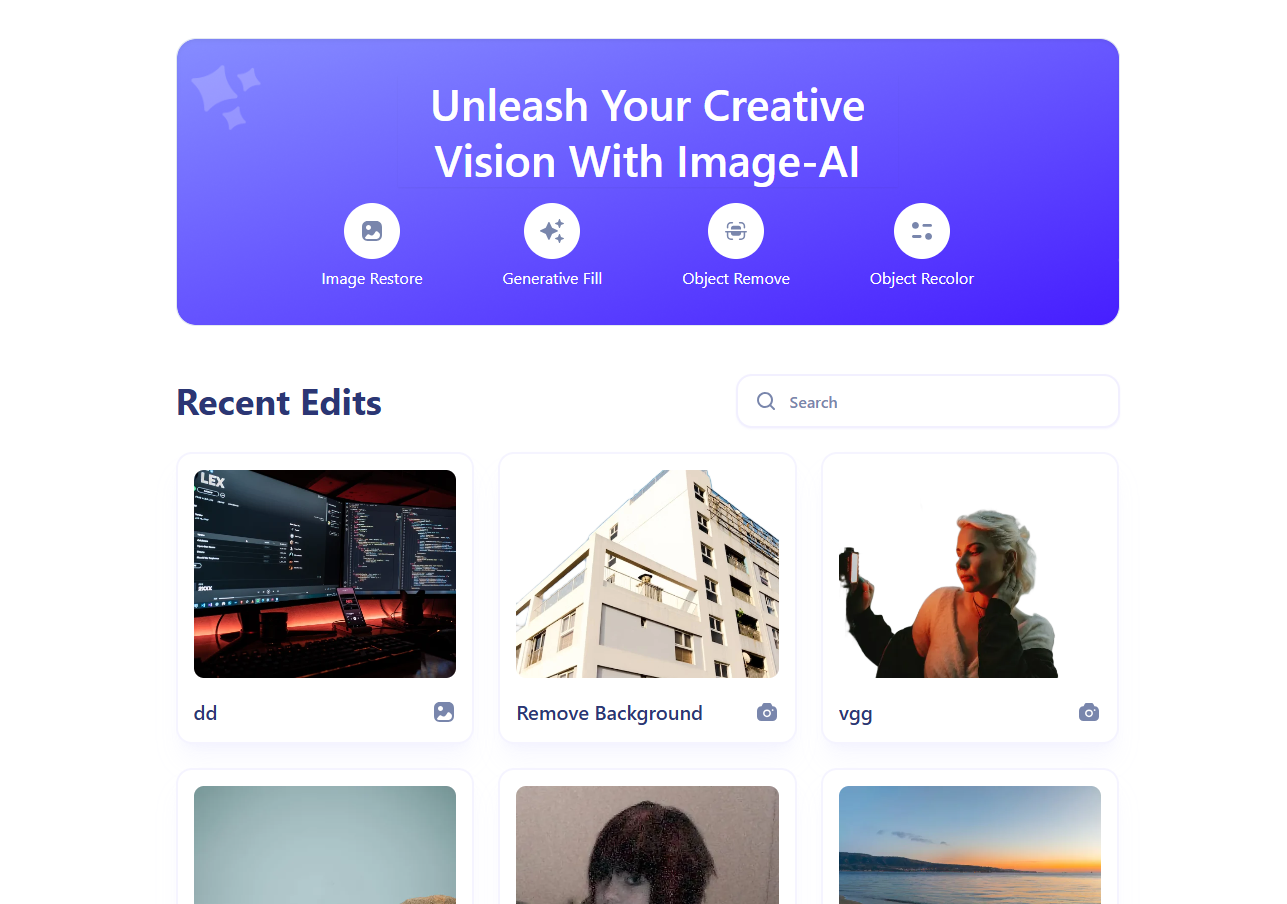 Unleash Your Creative
Vision With Image-AI
Image Restore
Generative Fill
Object Remove
Object Recolor
Recent Edits
Search
LEX
dd
Remove Background
vgg